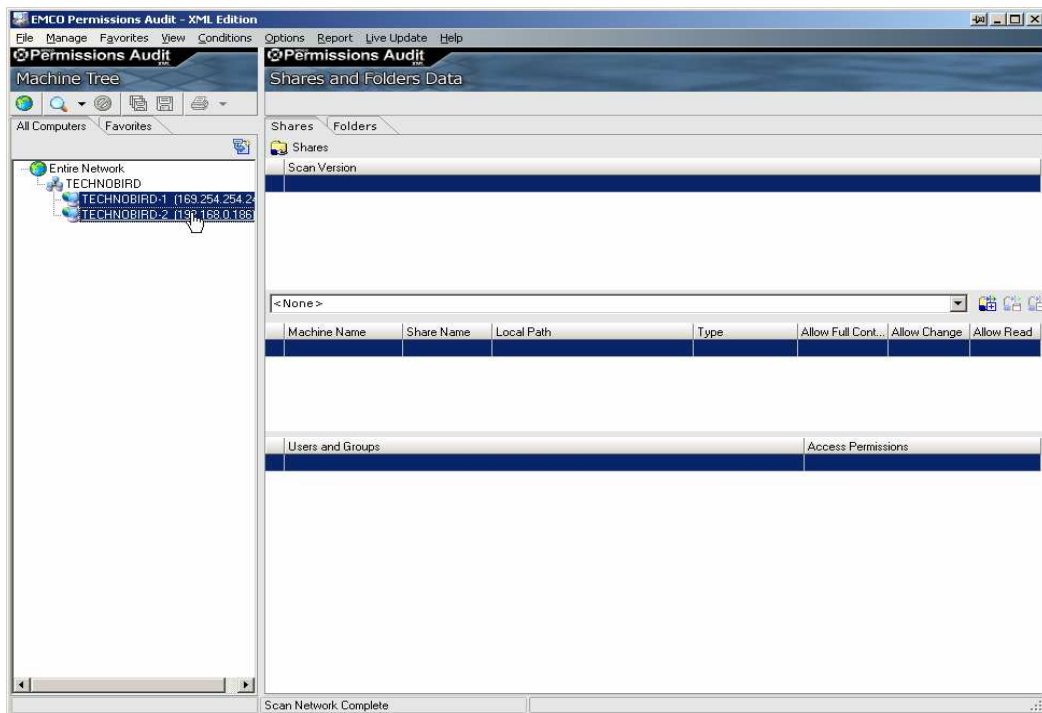 EMCO Permissions Audit - XML Edition
File Manage Favorites View Conditions Options Report Live Update Help
Permissions Audit
XML
Machine Tree
Permissions Audit
XML
Shares and Folders Data
All Computers Favorites
Shares Folders
Shares
Entire Network
TECHNOBIRD
TECHNOBIRD-1 (169.254.254.2
TECHNOBIRD-2 (192.168.0.186)
Scan Version
<None>
Machine Name Share Name Local Path Type Allow Full Cont... Allow Change Allow Read
Users and Groups Access Permissions
Scan Network Complete